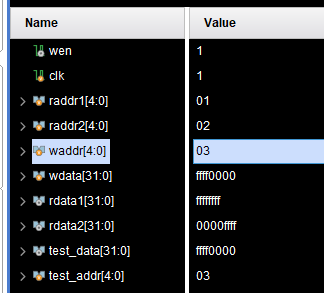 Name Value
wen 1
clk 1
raddr1[4:0] 01
raddr2[4:0] 02
waddr[4:0] 03
wdata[31:0] ffff0000
rdata1[31:0] ffffffff
rdata2[31:0] 0000ffff
test_data[31:0] ffff0000
test_addr[4:0] 03